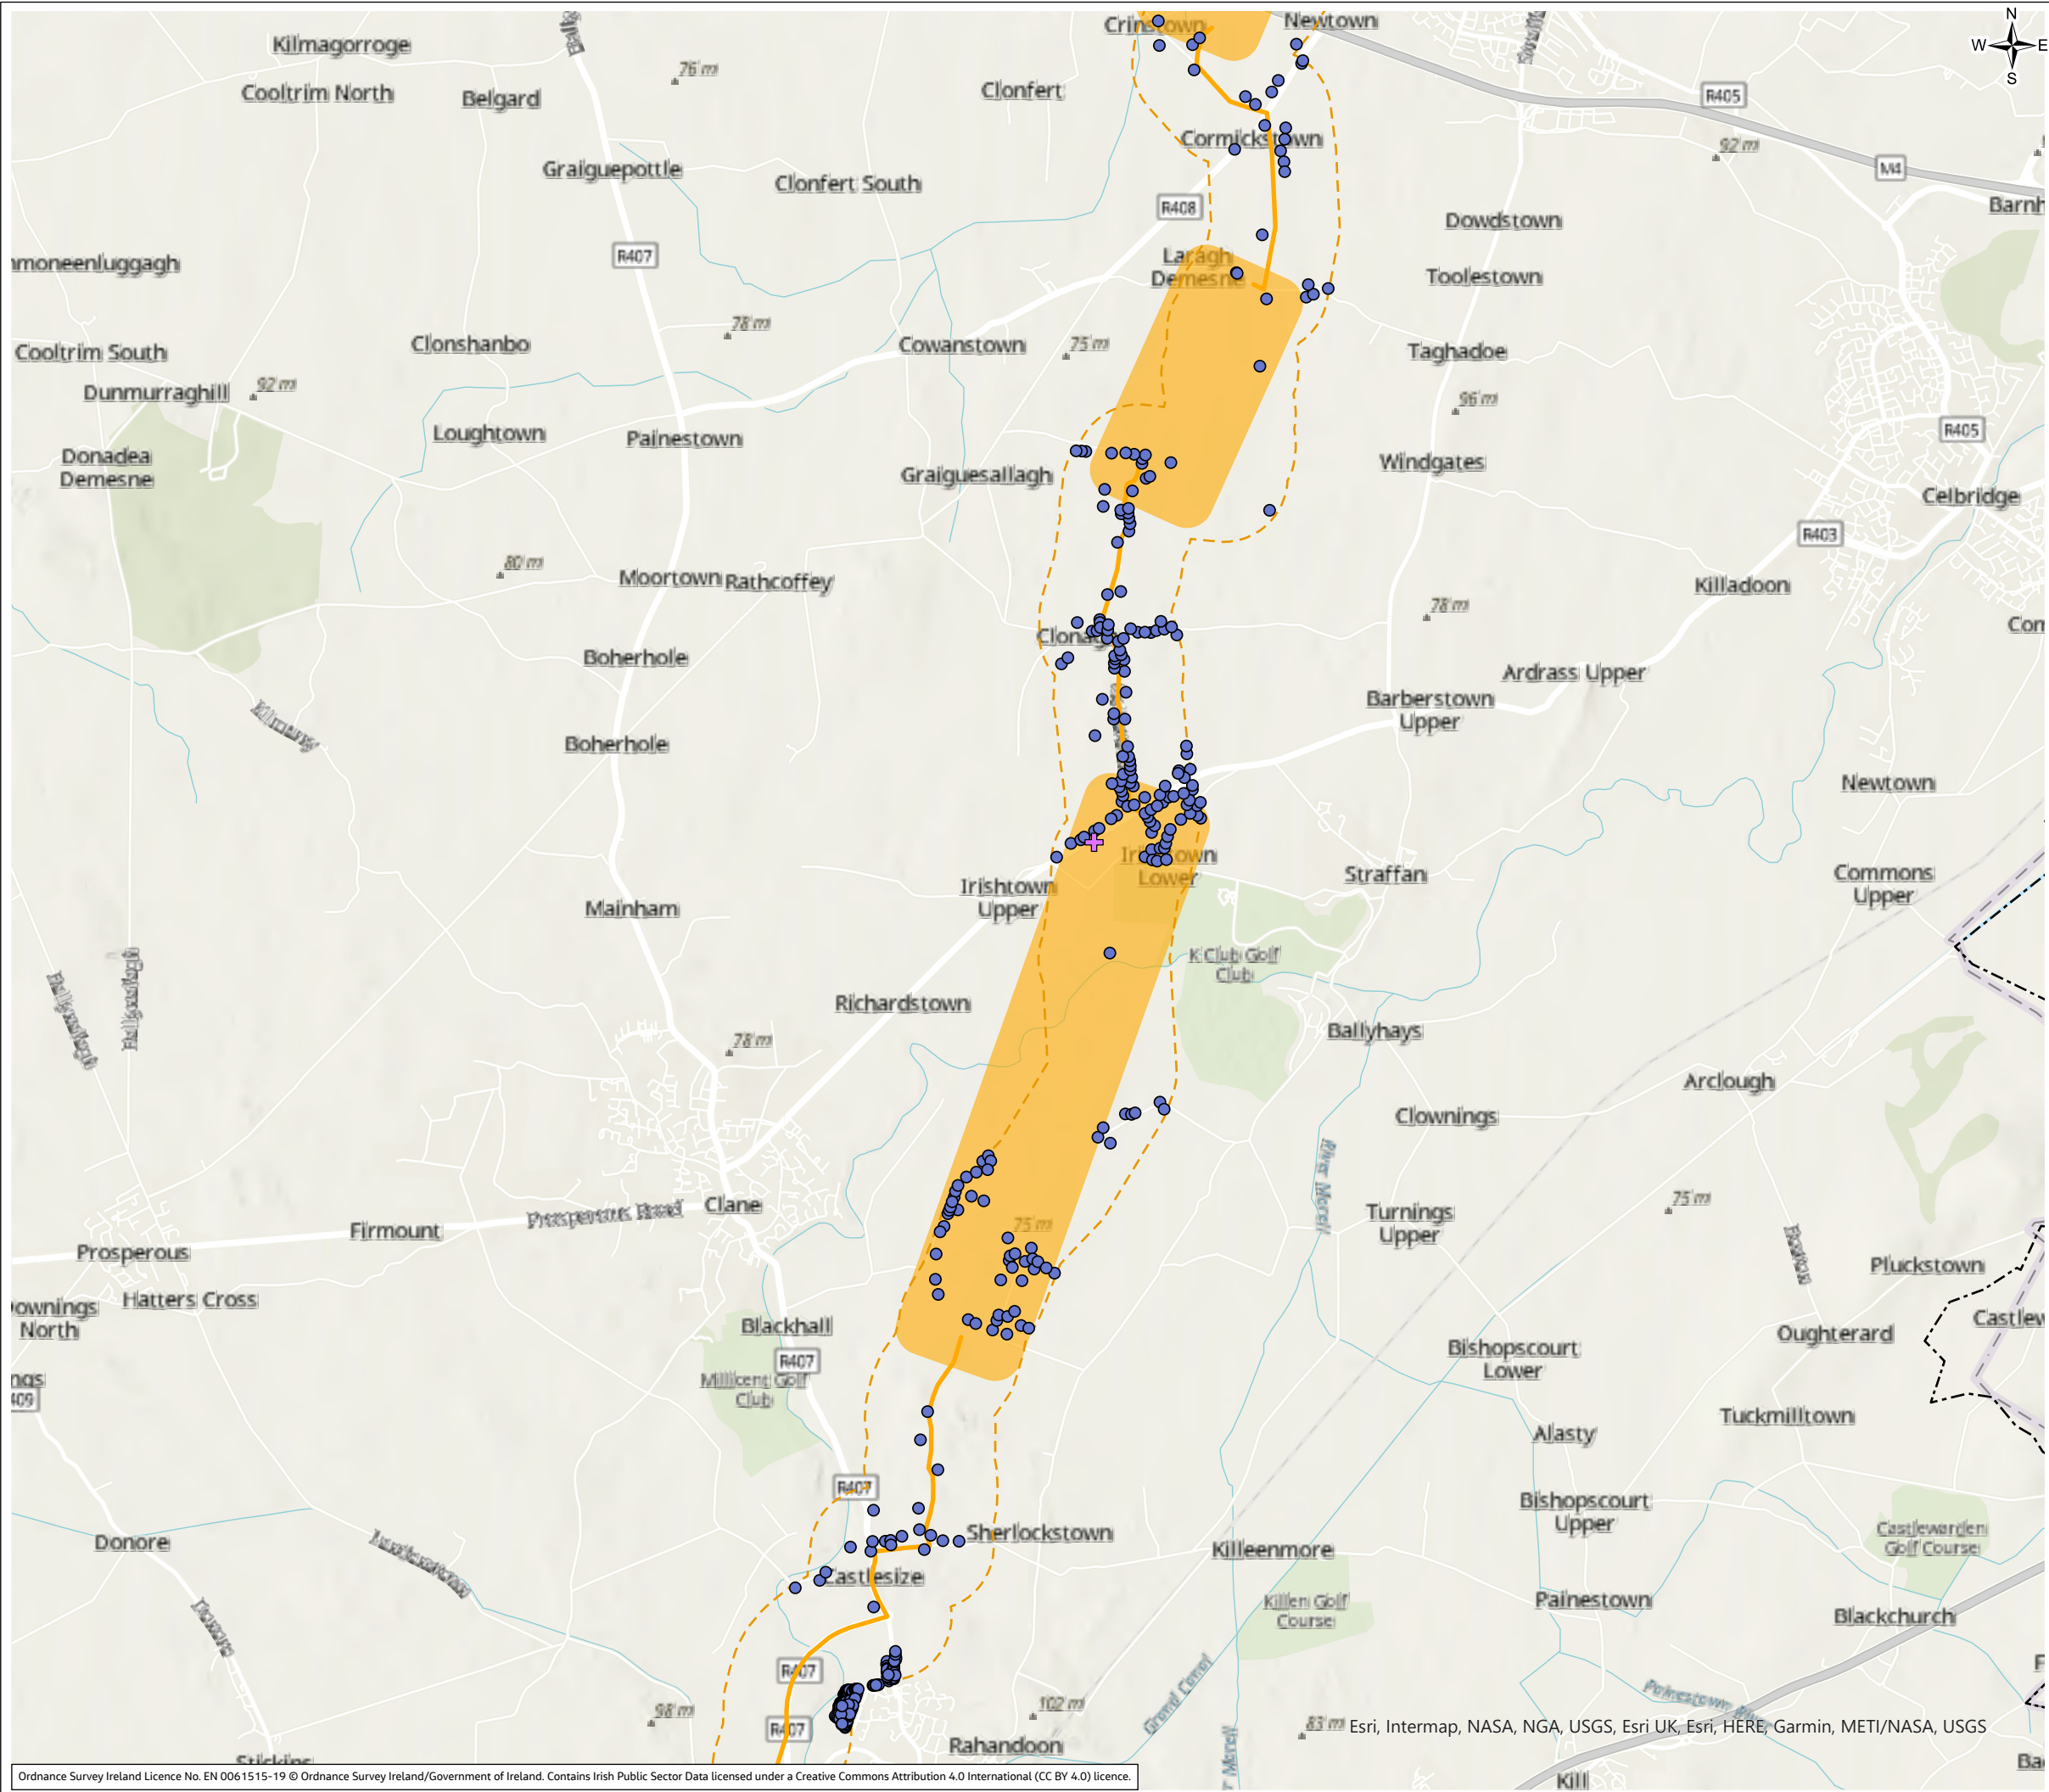 Crinstown
Newtown
N
W
E
S
Kilmagorroge
76 m
Cooltrim North
Belgard
Clonfert
R405
Cormickstown
92 m
M4
Graiguepottle
Clonfert South
R408
Dowdstown
R407
Laragh
Demesne
Toolestown
78 m
Cooltrim South
Clonshanbo
Cowanstown
75 m
Taghadoe
Dunmurraghill
92 m
96 m
Loughtown
Painestown
R405
Donadea
Demesne
Graiguesallagh
Windgates
Celbridge
R403
80 m
Moortown
Rathcoffey
Killadoon
78 m
Boherhole
Ardrass Upper
Barberstown
Upper
Boherhole
Newtown
Irishtown
Lower
Straffan
Commons
Upper
Irishtown
Upper
Mainham
K Club Golf
Club
Richardstown
Ballyhays
78 m
Arclough
Clownings
River Morell
75 m
Clane
Prosperous Road
Turnings
Upper
Firmount
75 m
Prosperous
Pluckstown
Hatters Cross
North
Blackhall
Oughterard
R407
Bishopscourt
Lower
Millicent Golf
Club
Tuckmilltown
Alasty
R407
Bishopscourt
Upper
Donore
Sherlockstown
Castlewarden
Golf Course
Killeenmore
Castlesize
Killen Golf
Course
Painestown
Blackchurch
R407
Grand Canal
98 m
R407
102 m
83 m
Esri, Intermap, NASA, NGA, USGS, Esri UK, Esri, HERE, Garmin, METI/NASA, USGS
Rahandoon
Kill
Ordnance Survey Ireland Licence No. EN 0061515-19 © Ordnance Survey Ireland/Government of Ireland. Contains Irish Public Sector Data licensed under a Creative Commons Attribution 4.0 International (CC BY 4.0) licence.